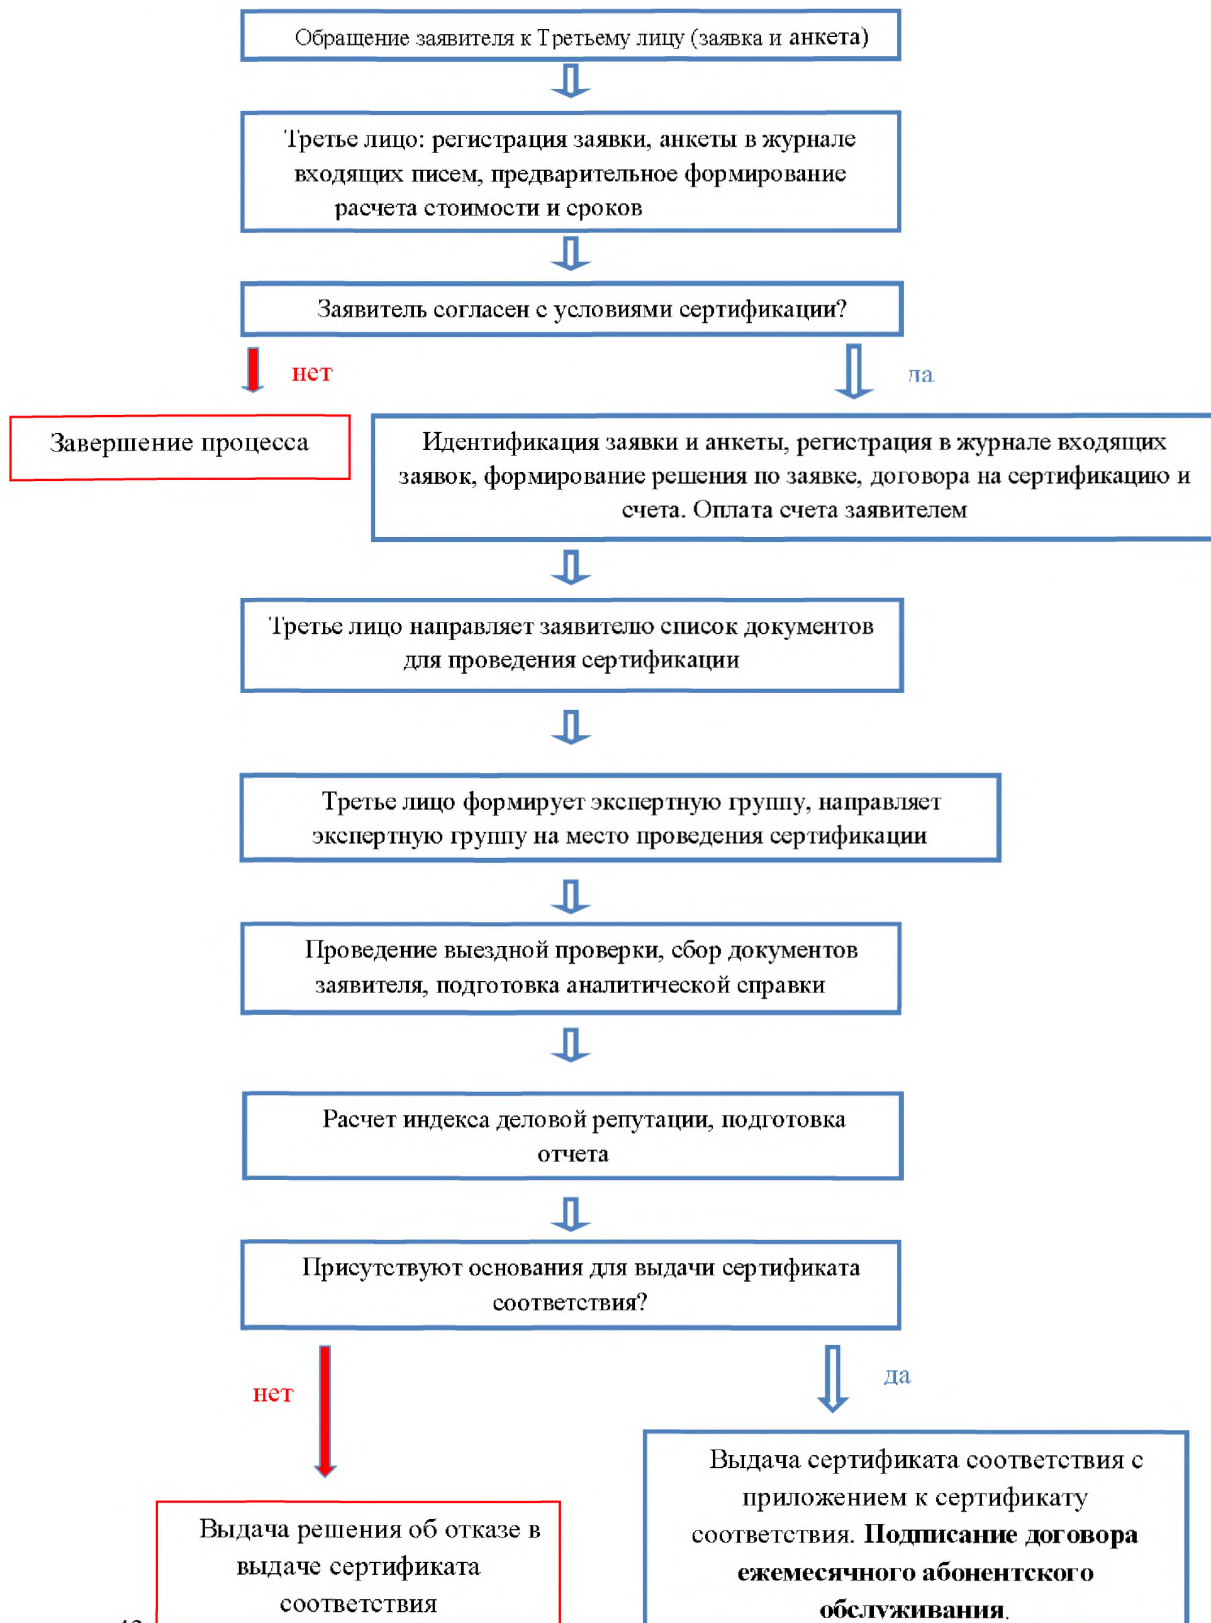 Обращение заявителя к Третьему лицу (заявка и анкета)
Третье лицо: регистрация заявки, анкеты в журнале
входящих писем, предварительное формирование
расчета стоимости и сроков
Заявитель согласен с условиями сертификации?
нет
да
Завершение процесса
Идентификация заявки и анкеты, регистрация в журнале входящих
заявок, формирование решения по заявке, договора на сертификацию и
счета. Оплата счета заявителем
Третье лицо направляет заявителю список документов
для проведения сертификации
Третье лицо формирует экспертную группу, направляет
экспертную группу на место проведения сертификации
Проведение выездной проверки, сбор документов
заявителя, подготовка аналитической справки
Расчет индекса деловой репутации, подготовка
отчета
Присутствуют основания для выдачи сертификата
соответствия?
нет
да
Выдача решения об отказе в
выдаче сертификата
соответствия
Выдача сертификата соответствия с
приложением к сертификату
соответствия. Подписание договора
ежемесячного абонентского
обслуживания.